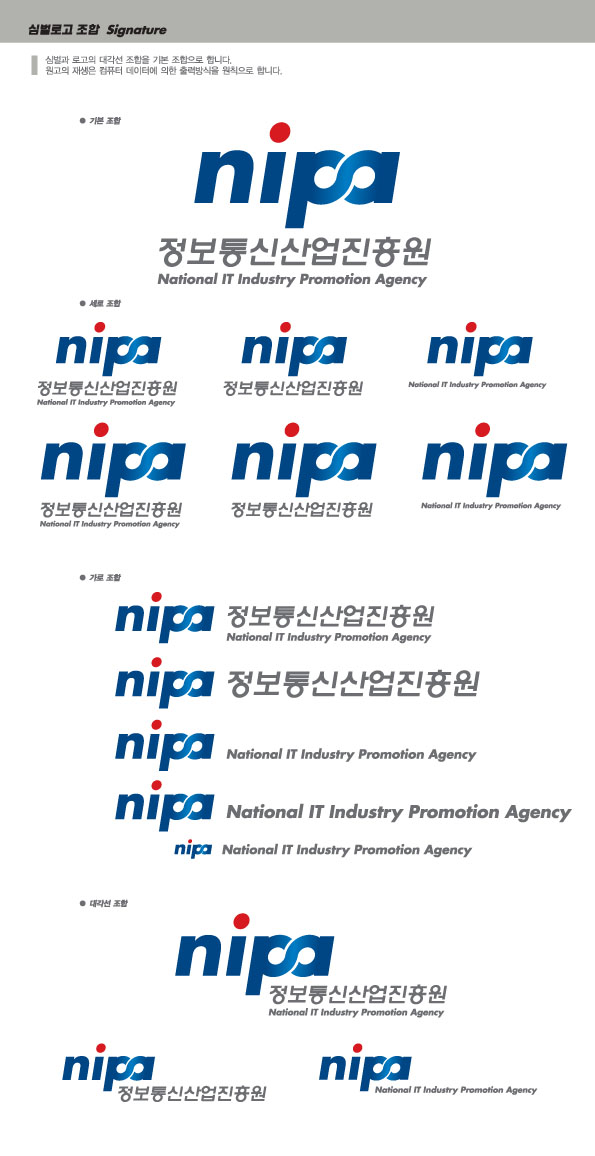 심벌로고 조합 Signature
심벌과 로고의 대각선 조합을 기본 조합으로 합니다.
원고의 재생은 컴퓨터 데이터에 의한 출력방식을 원칙으로 합니다.
● 기본 조합
nipa
정보통신산업진흥원
National IT Industry Promotion Agency
● 세로 조합
nipa
정보통신산업진흥원
National IT Industry Promotion Agency
nipa
정보통신산업진흥원
nipa
National IT Industry Promotion Agency
nipa
정보통신산업진흥원
National IT Industry Promotion Agency
nipa
정보통신산업진흥원
nipa
National IT Industry Promotion Agency
● 가로 조합
nipa 정보통신산업진흥원
National IT Industry Promotion Agency
nipa 정보통신산업진흥원
nipa National IT Industry Promotion Agency
nipa National IT Industry Promotion Agency
nipa National IT Industry Promotion Agency
● 대각선 조합
nipa
정보통신산업진흥원
National IT Industry Promotion Agency
nipa
정보통신산업진흥원
nipa
National IT Industry Promotion Agency